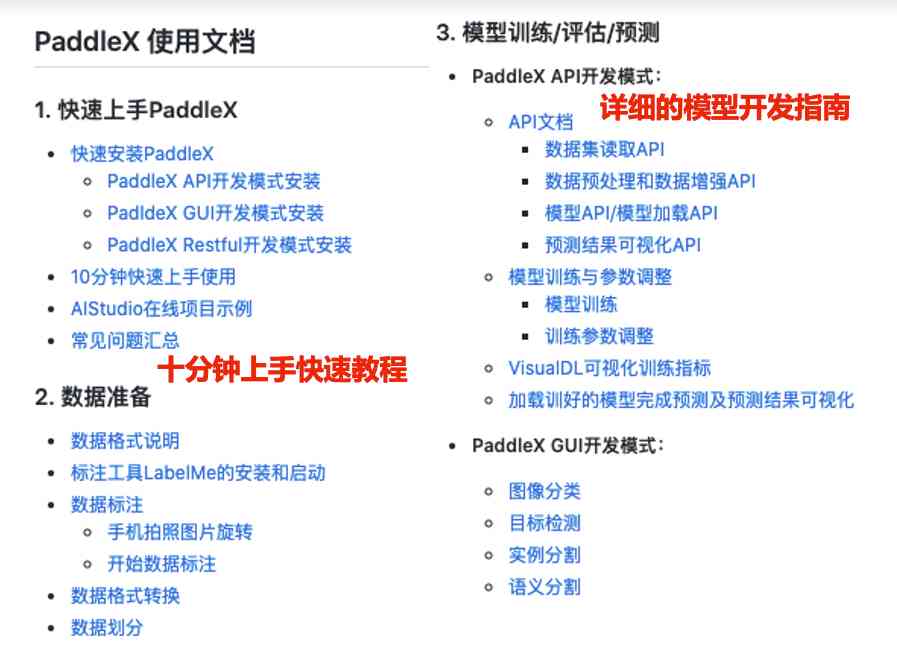 PaddleX 使用文档
1. 快速上手PaddleX
快速安装PaddleX
PaddleX API开发模式安装
PadldeX GUI开发模式安装
PaddleX Restful开发模式安装
10分钟快速上手使用
AIStudio在线项目示例
常见问题汇总
十分钟上手快速教程
2. 数据准备
数据格式说明
标注工具LabelMe的安装和启动
数据标注
手机拍照图片旋转
开始数据标注
数据格式转换
数据划分
3. 模型训练/评估/预测
PaddleX API开发模式：
详细的模型开发指南
API文档
数据集读取API
数据预处理和数据增强API
模型API/模型加载API
预测结果可视化API
模型训练与参数调整
模型训练
训练参数调整
VisualDL可视化训练指标
加载训好的模型完成预测及预测结果可视化
PaddleX GUI开发模式：
图像分类
目标检测
实例分割
语义分割